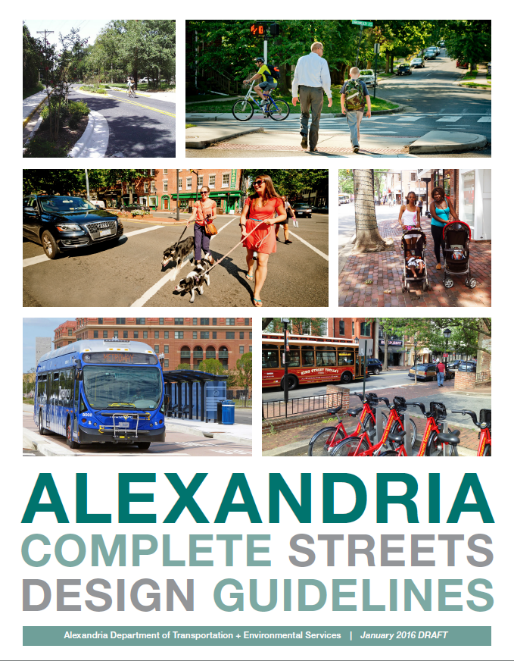 ALEXANDRIA
COMPLETE STREETS
DESIGN GUIDELINES
Alexandria Department of Transportation + Environmental Services | January 2016 DRAFT